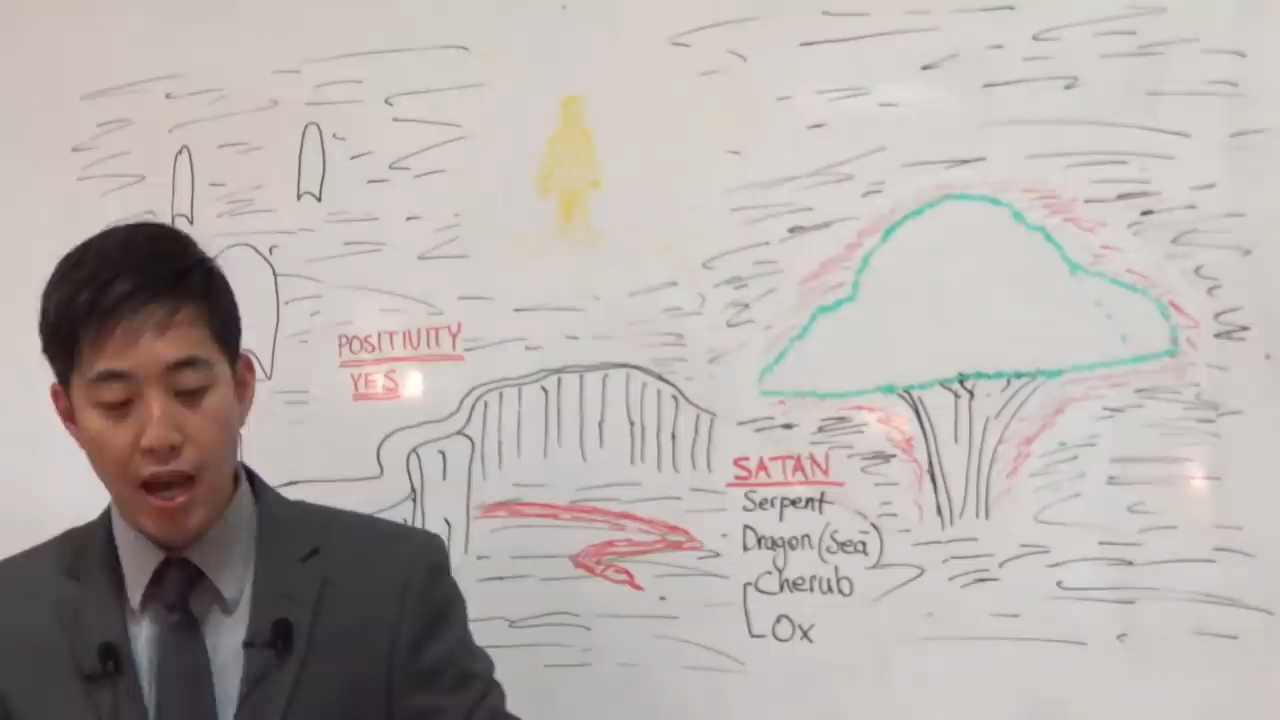 POSITIVITY
YES
SATAN
Serpent
Dragon (Sea)
Cherub
Ox